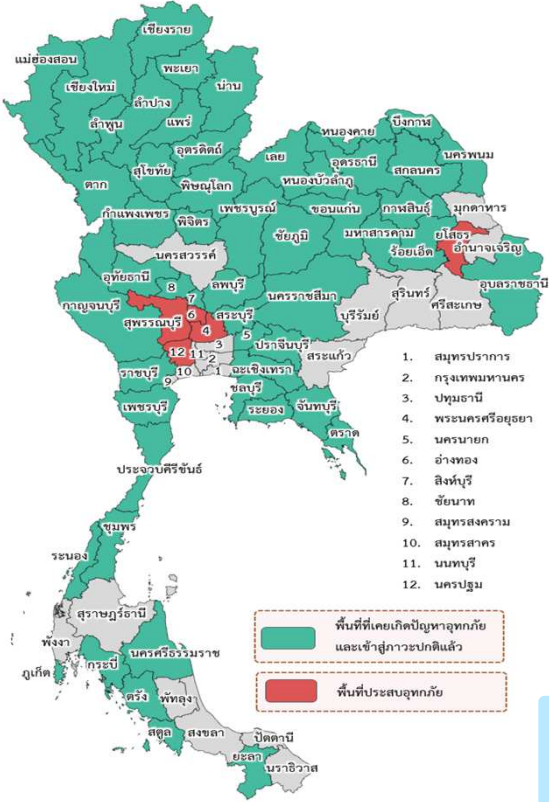 เชียงราย
แม่ฮ่องสอน
พะเยา
เชียงใหม่
น่าน
ลำปาง
ลำพูน
แพร่
บึงกาฬ
หนองคาย
อุตรดิตถ์
เลย
อุดรธานี
นครพนม
สุโขทัย
สกลนคร
ตาก
หนองบัวลำภู
พิษณุโลก
มุกดาหาร
กำแพงเพชร
เพชรบูรณ์
ขอนแก่น
กาฬสินธุ์
พิจิตร
ชัยภูมิ
มหาสารคาม
ยโสธร
ร้อยเอ็ด
อำนาจเจริญ
นครสวรรค์
อุทัยธานี
8
ลพบุรี
นครราชสีมา
สุรินทร์
อุบลราชธานี
กาญจนบุรี
7
บุรีรัมย์
ศรีสะเกษ
6
สระบุรี
สุพรรณบุรี
4
5
ปราจีนบุรี
3
สระแก้ว
12
11
2
ราชบุรี
10
1
ฉะเชิงเทรา
9
ชลบุรี
เพชรบุรี
ระยอง
จันทบุรี
ตราด
ประจวบคีรีขันธ์
ชุมพร
ระนอง
สุราษฎร์ธานี
พังงา
นครศรีธรรมราช
ภูเก็ต
กระบี่
ตรัง
พัทลุง
สตูล
สงขลา
ปัตตานี
ยะลา
นราธิวาส
1. สมุทรปราการ
2. กรุงเทพมหานคร
3. ปทุมธานี
4. พระนครศรีอยุธยา
5. นครนายก
6. อ่างทอง
7. สิงห์บุรี
8. ชัยนาท
9. สมุทรสงคราม
10. สมุทรสาคร
11. นนทบุรี
12. นครปฐม
พื้นที่ที่เคยเกิดปัญหาอุทกภัย
และเข้าสู่ภาวะปกติแล้ว
พื้นที่ประสบอุทกภัย